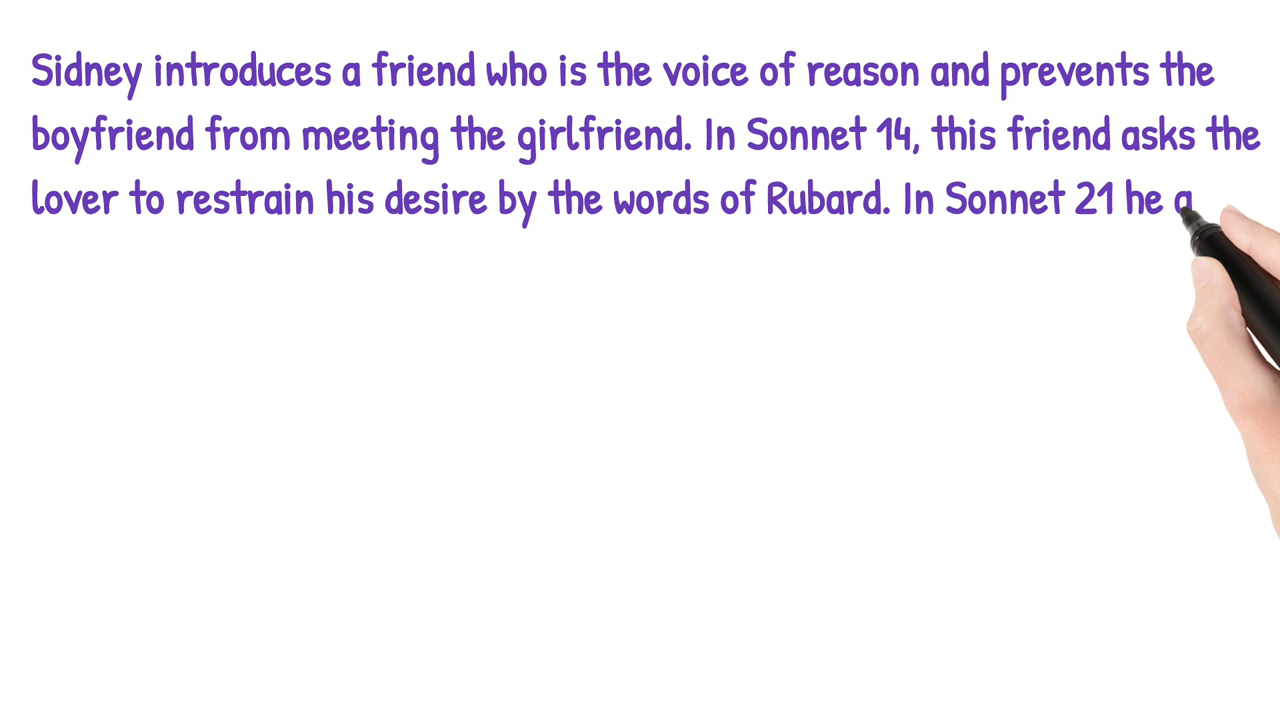 Sidney introduces a friend who is the voice of reason and prevents the
boyfriend from meeting the girlfriend. In Sonnet 14, this friend asks the
lover to restrain his desire by the words of Rubard. In Sonnet 21 he a